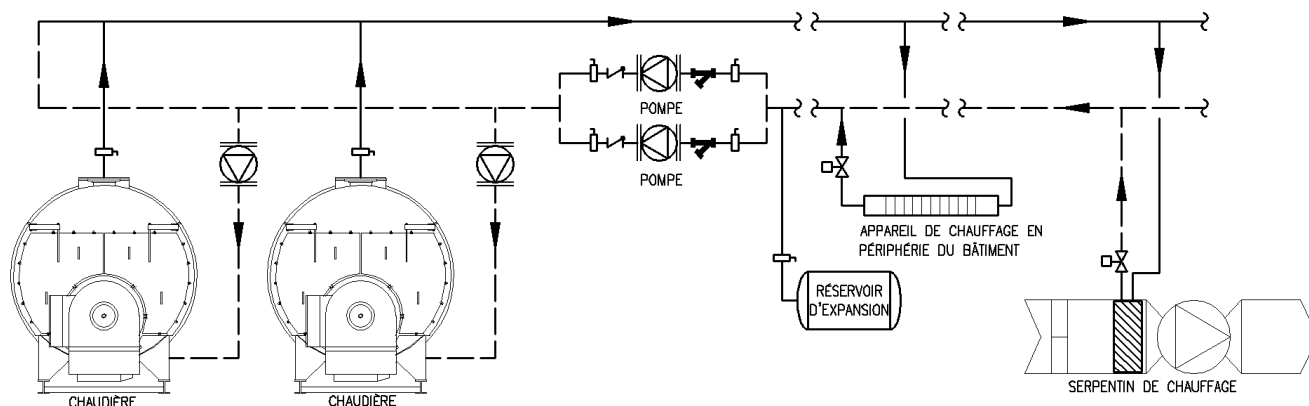 POMPE
POMPE
APPAREIL DE CHAUFFAGE EN
PÉRIPHÉRIE DU BÂTIMENT
RÉSERVOIR
D'EXPANSION
SERPENTIN DE CHAUFFAGE
CHAUDIÈRE
CHAUDIÈRE